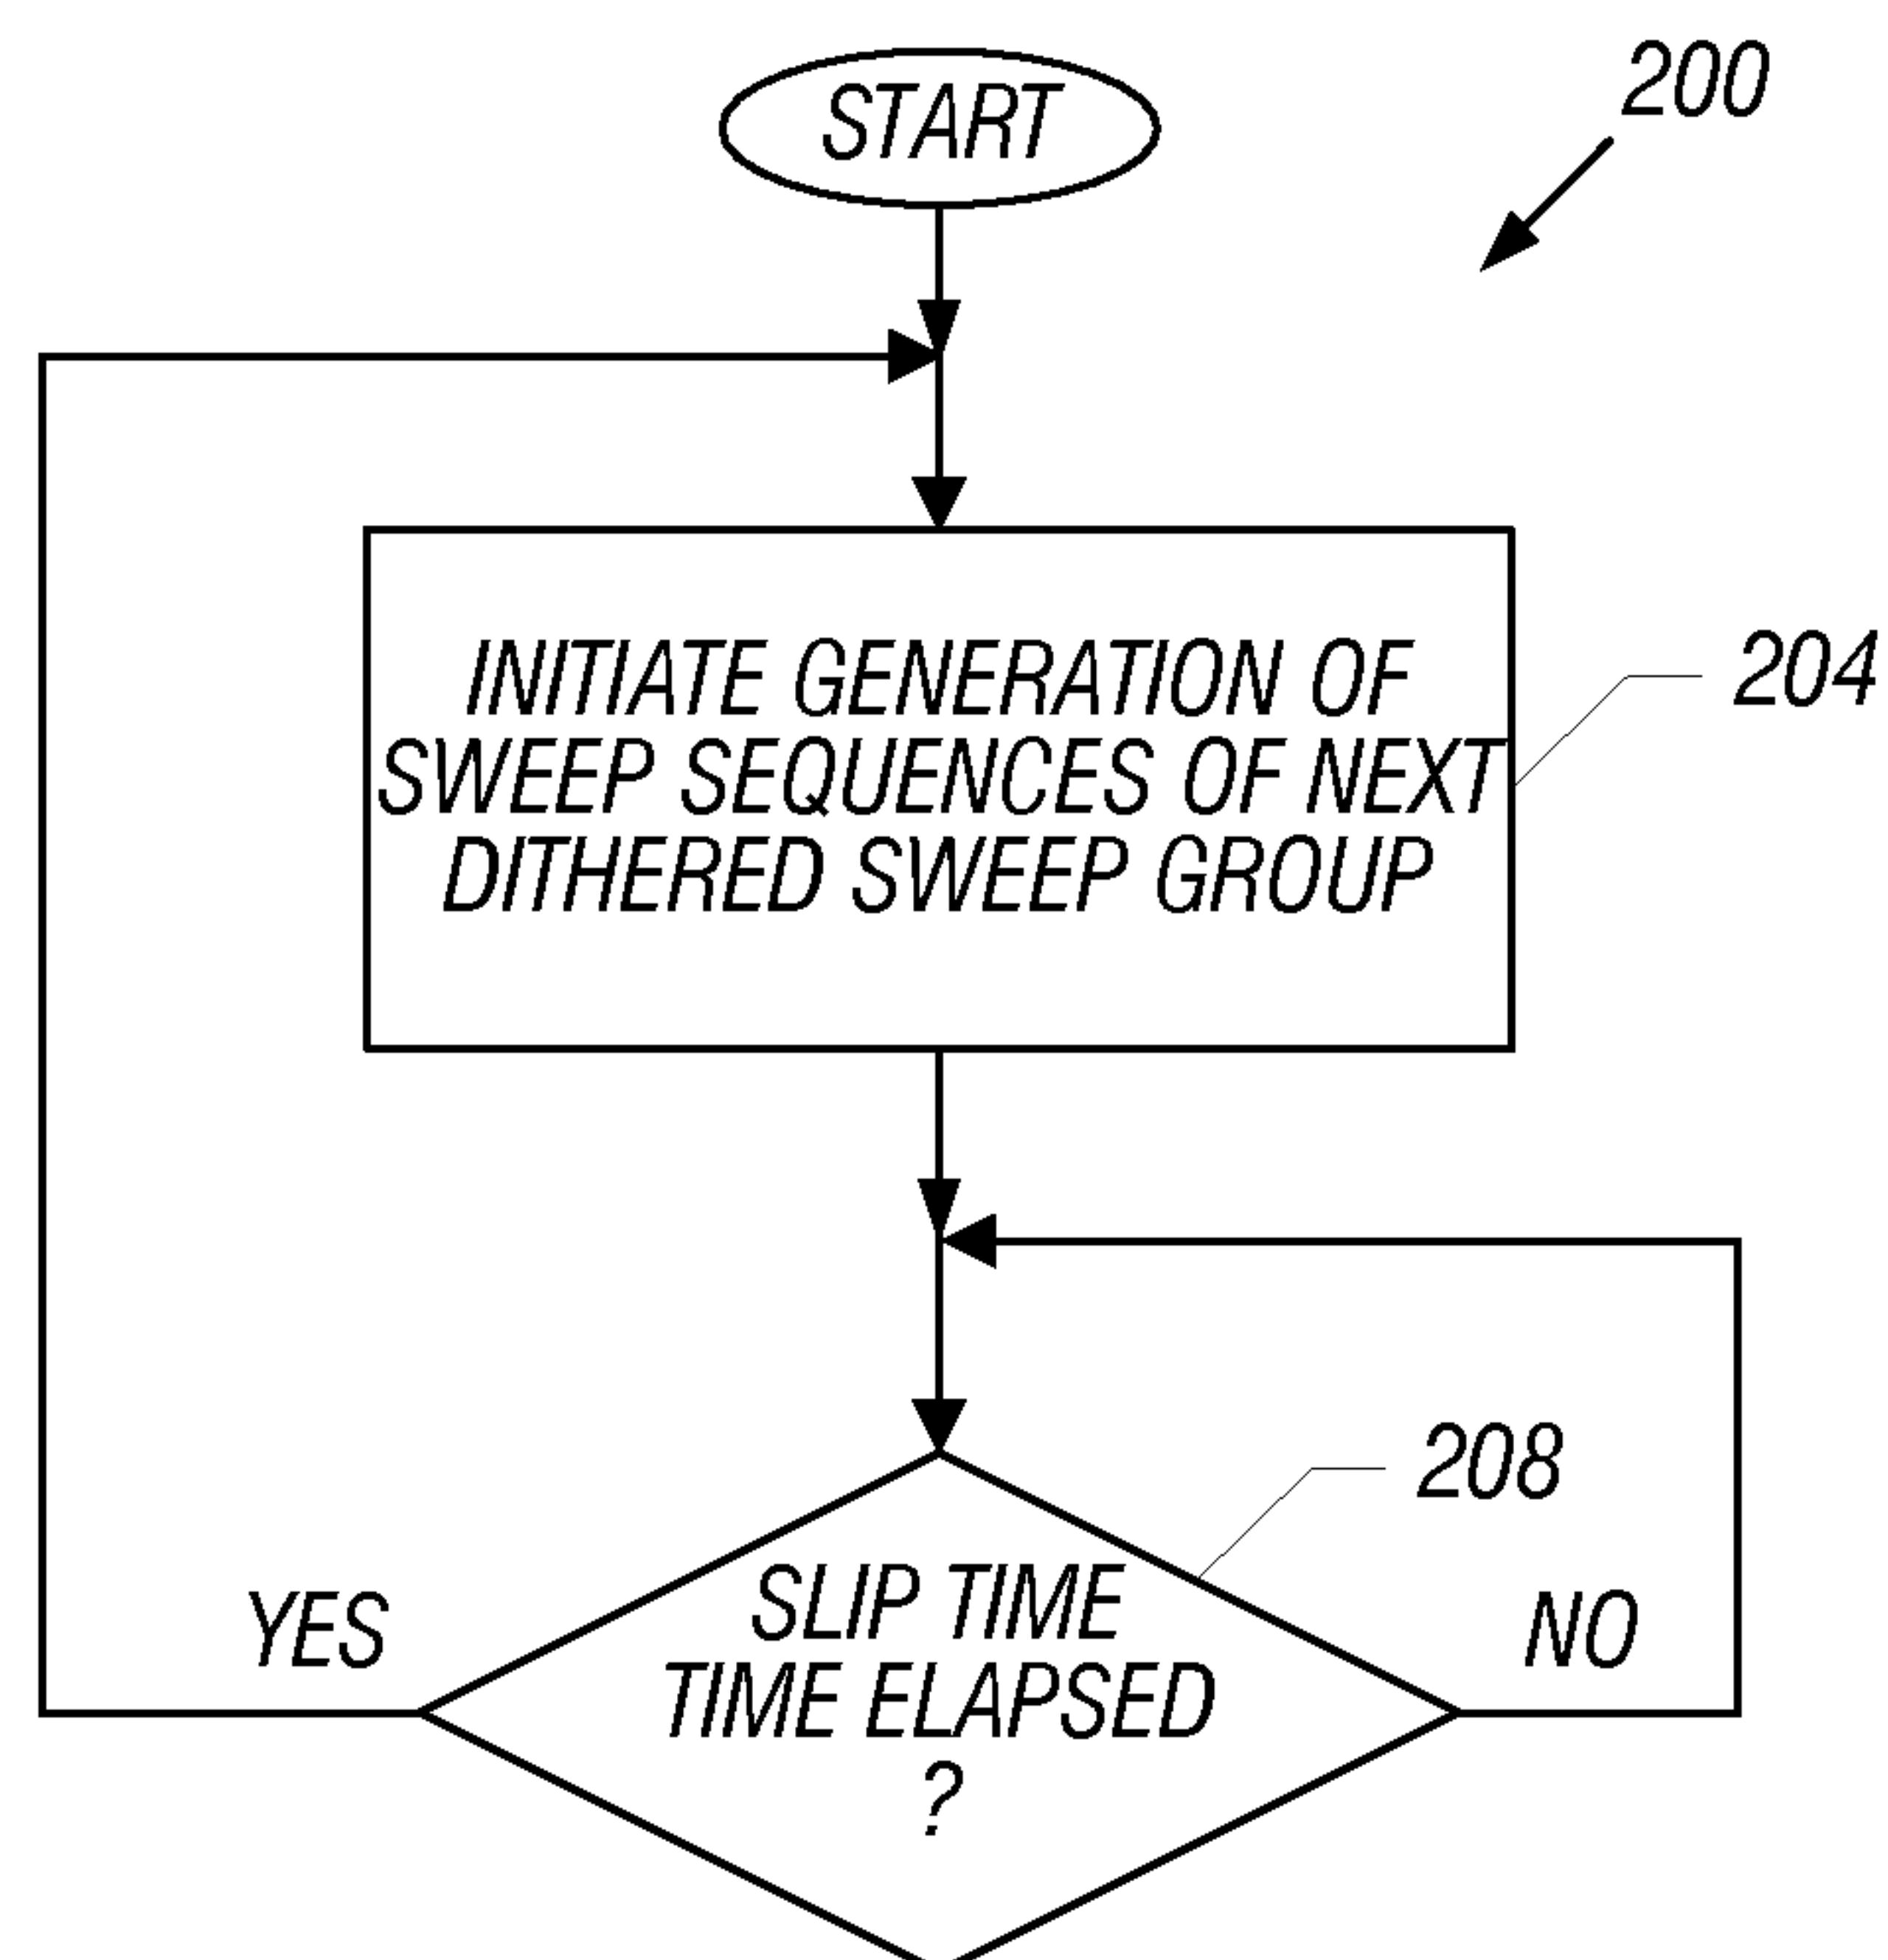 START
200
INITIATE GENERATION OF
SWEEP SEQUENCES OF NEXT
DITHERED SWEEP GROUP
204
208
SLIP TIME
TIME ELAPSED
?
YES
NO